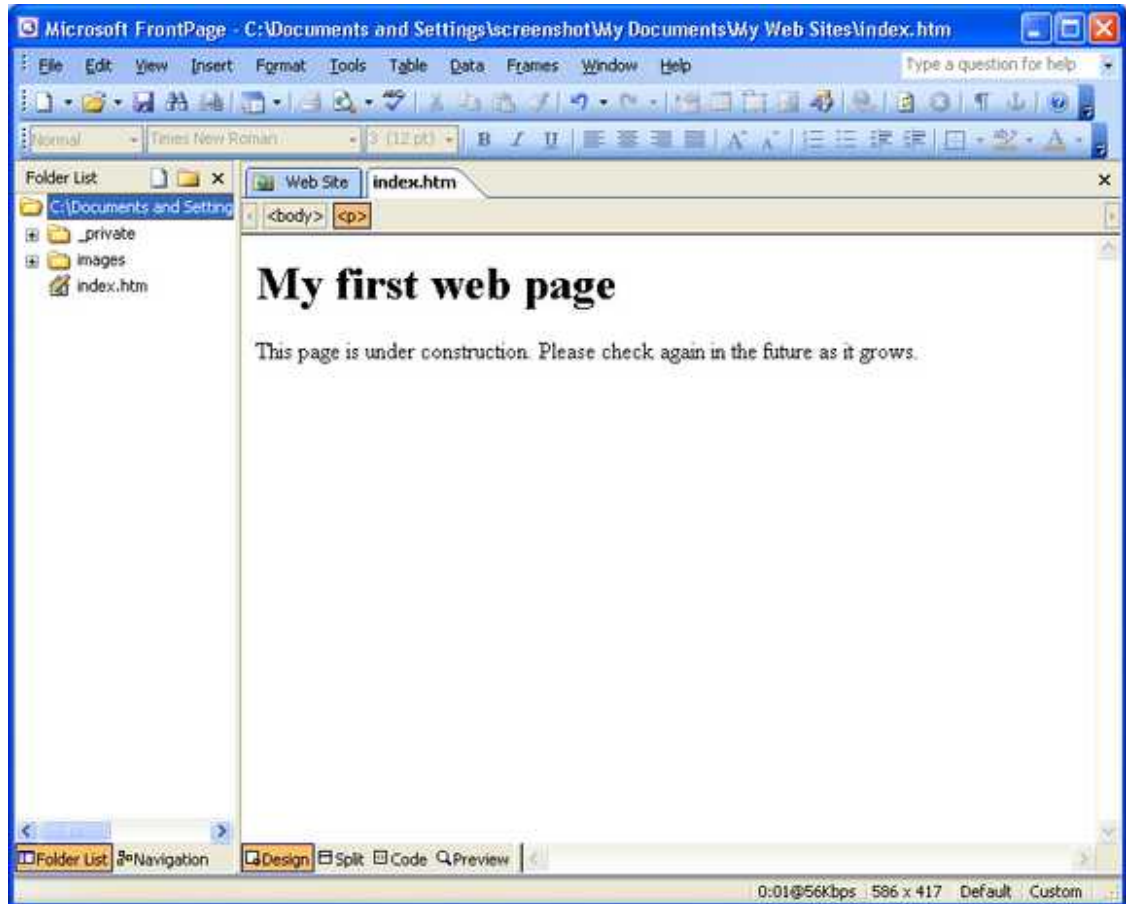 Microsoft FrontPage - C:\Documents and Settings\screenshot\My Documents\My Web Sites\index.htm
File Edit View Insert Format Tools Table Data Frames Window Help Type a question for help
Normal Times New Roman 3 (12 pt) B I U A A A
Folder List
Web Site index.htm
C:\Documents and Setting
<body> <p>
_private
images
index.htm
My first web page
This page is under construction. Please check again in the future as it grows.
Folder List Navigation Design Split Code Preview
0:01@56Kbps 586 x 417 Default Custom